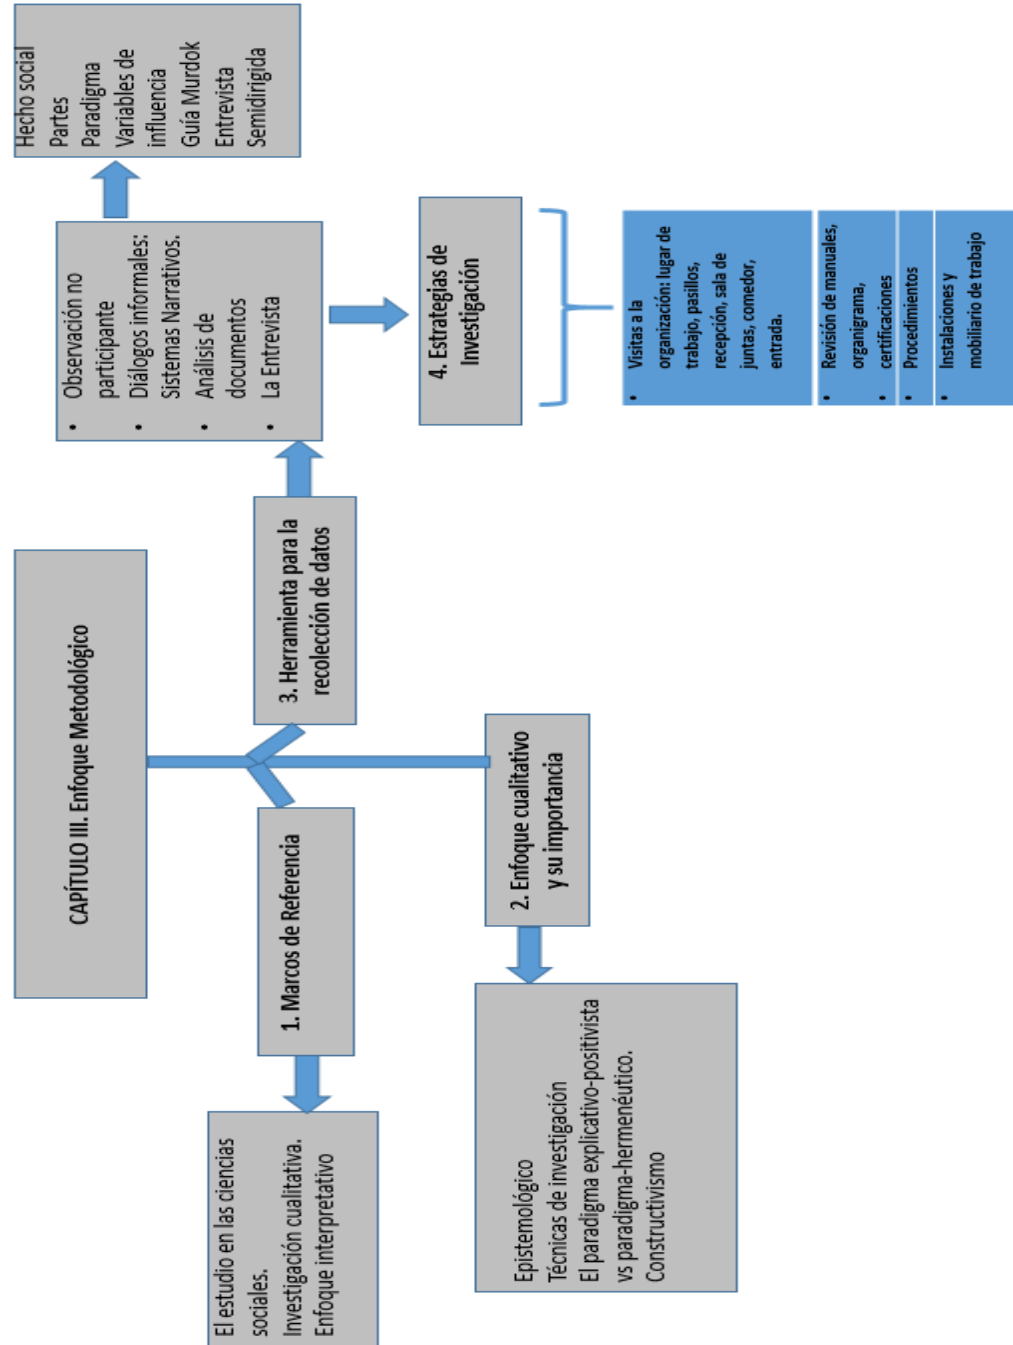 CAPÍTULO III. Enfoque Metodológico
1. Marcos de Referencia
El estudio en las ciencias
sociales.
Investigación cualitativa.
Enfoque interpretativo
2. Enfoque cualitativo
y su importancia
Epistemológico
Técnicas de investigación
El paradigma explicativo-positivista
vs paradigma-hermenéutico.
Constructivismo
3. Herramienta para la
recolección de datos
• Observación no
participante
• Diálogos informales:
Sistemas Narrativos.
• Análisis de
documentos
• La Entrevista
Hecho social
Partes
Paradigma
Variables de
influencia
Guía Murdok
Entrevista
Semidirigida
4. Estrategias de
Investigación
• Visitas a la
organización: lugar de
trabajo, pasillos,
recepción, sala de
juntas, comedor,
entrada.
• Revisión de manuales,
organigrama,
• certificaciones
• Procedimientos
• Instalaciones y
mobiliario de trabajo